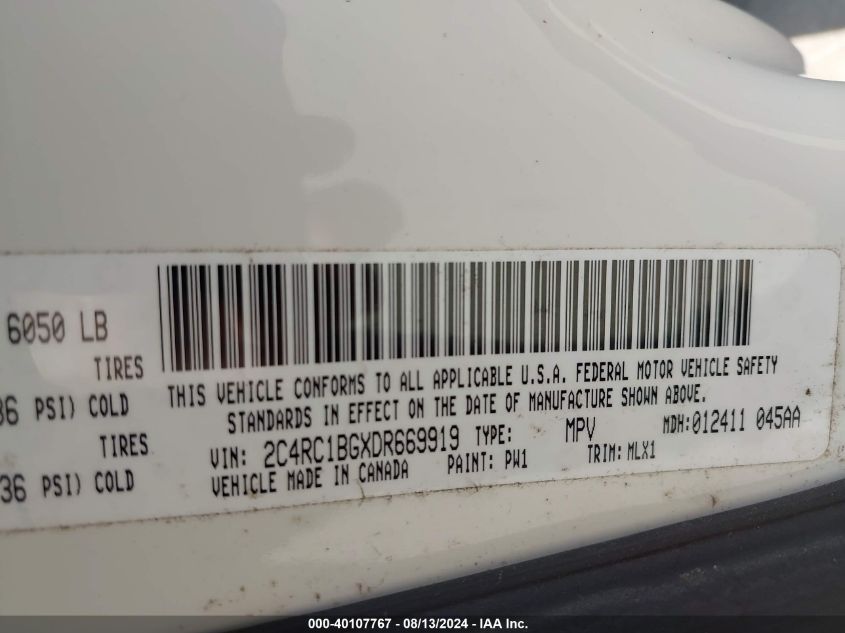 6050 LB
TIRES
36 PSI) COLD
TIRES
36 PSI) COLD
THIS VEHICLE CONFORMS TO ALL APPLICABLE U.S.A. FEDERAL MOTOR VEHICLE SAFETY
STANDARDS IN EFFECT ON THE DATE OF MANUFACTURE SHOWN ABOVE.
VIN: 2C4RC1BGXDR669919 TYPE: MPV MDH:012411 045AA
VEHICLE MADE IN CANADA PAINT: PW1 TRIM: MLX1
000-40107767 - 08/13/2024 - IAA Inc.